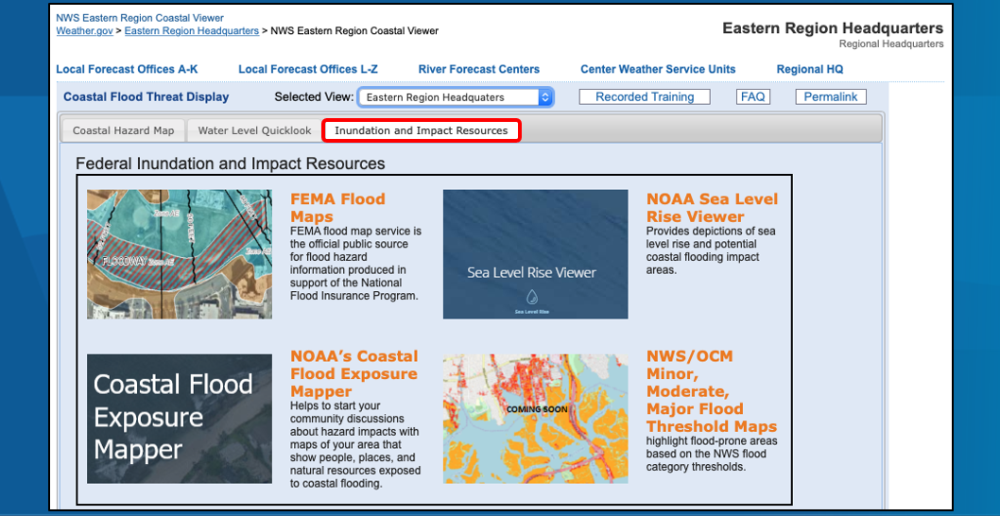 NWS Eastern Region Coastal Viewer
Weather.gov > Eastern Region Headquarters > NWS Eastern Region Coastal Viewer
Eastern Region Headquarters
Regional Headquarters
Local Forecast Offices A-K Local Forecast Offices L-Z River Forecast Centers Center Weather Service Units Regional HQ
Coastal Flood Threat Display Selected View: Eastern Region Headquaters Recorded Training FAQ Permalink
Coastal Hazard Map Water Level Quicklook Inundation and Impact Resources
Federal Inundation and Impact Resources
Zone AE
FLOODWAY Zone AE
Zone AE
FEMA Flood
Maps
FEMA flood map service is
the official public source
for flood hazard
information produced in
support of the National
Flood Insurance Program.
Sea Level Rise Viewer
Sea Level Rise
NOAA Sea Level
Rise Viewer
Provides depictions of sea
level rise and potential
coastal flooding impact
areas.
Coastal Flood
Exposure
Mapper
NOAA's Coastal
Flood Exposure
Mapper
Helps to start your
community discussions
about hazard impacts with
maps of your area that
show people, places, and
natural resources exposed
to coastal flooding.
COMING SOON
NWS/OCM
Minor,
Moderate,
Major Flood
Threshold Maps
highlight flood-prone areas
based on the NWS flood
category thresholds.